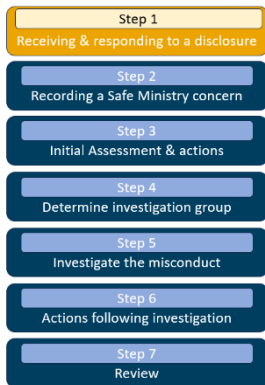 Step 1
Receiving & responding to a disclosure
Step 2
Recording a Safe Ministry concern
Step 3
Initial Assessment & actions
Step 4
Determine investigation group
Step 5
Investigate the misconduct
Step 6
Actions following investigation
Step 7
Review